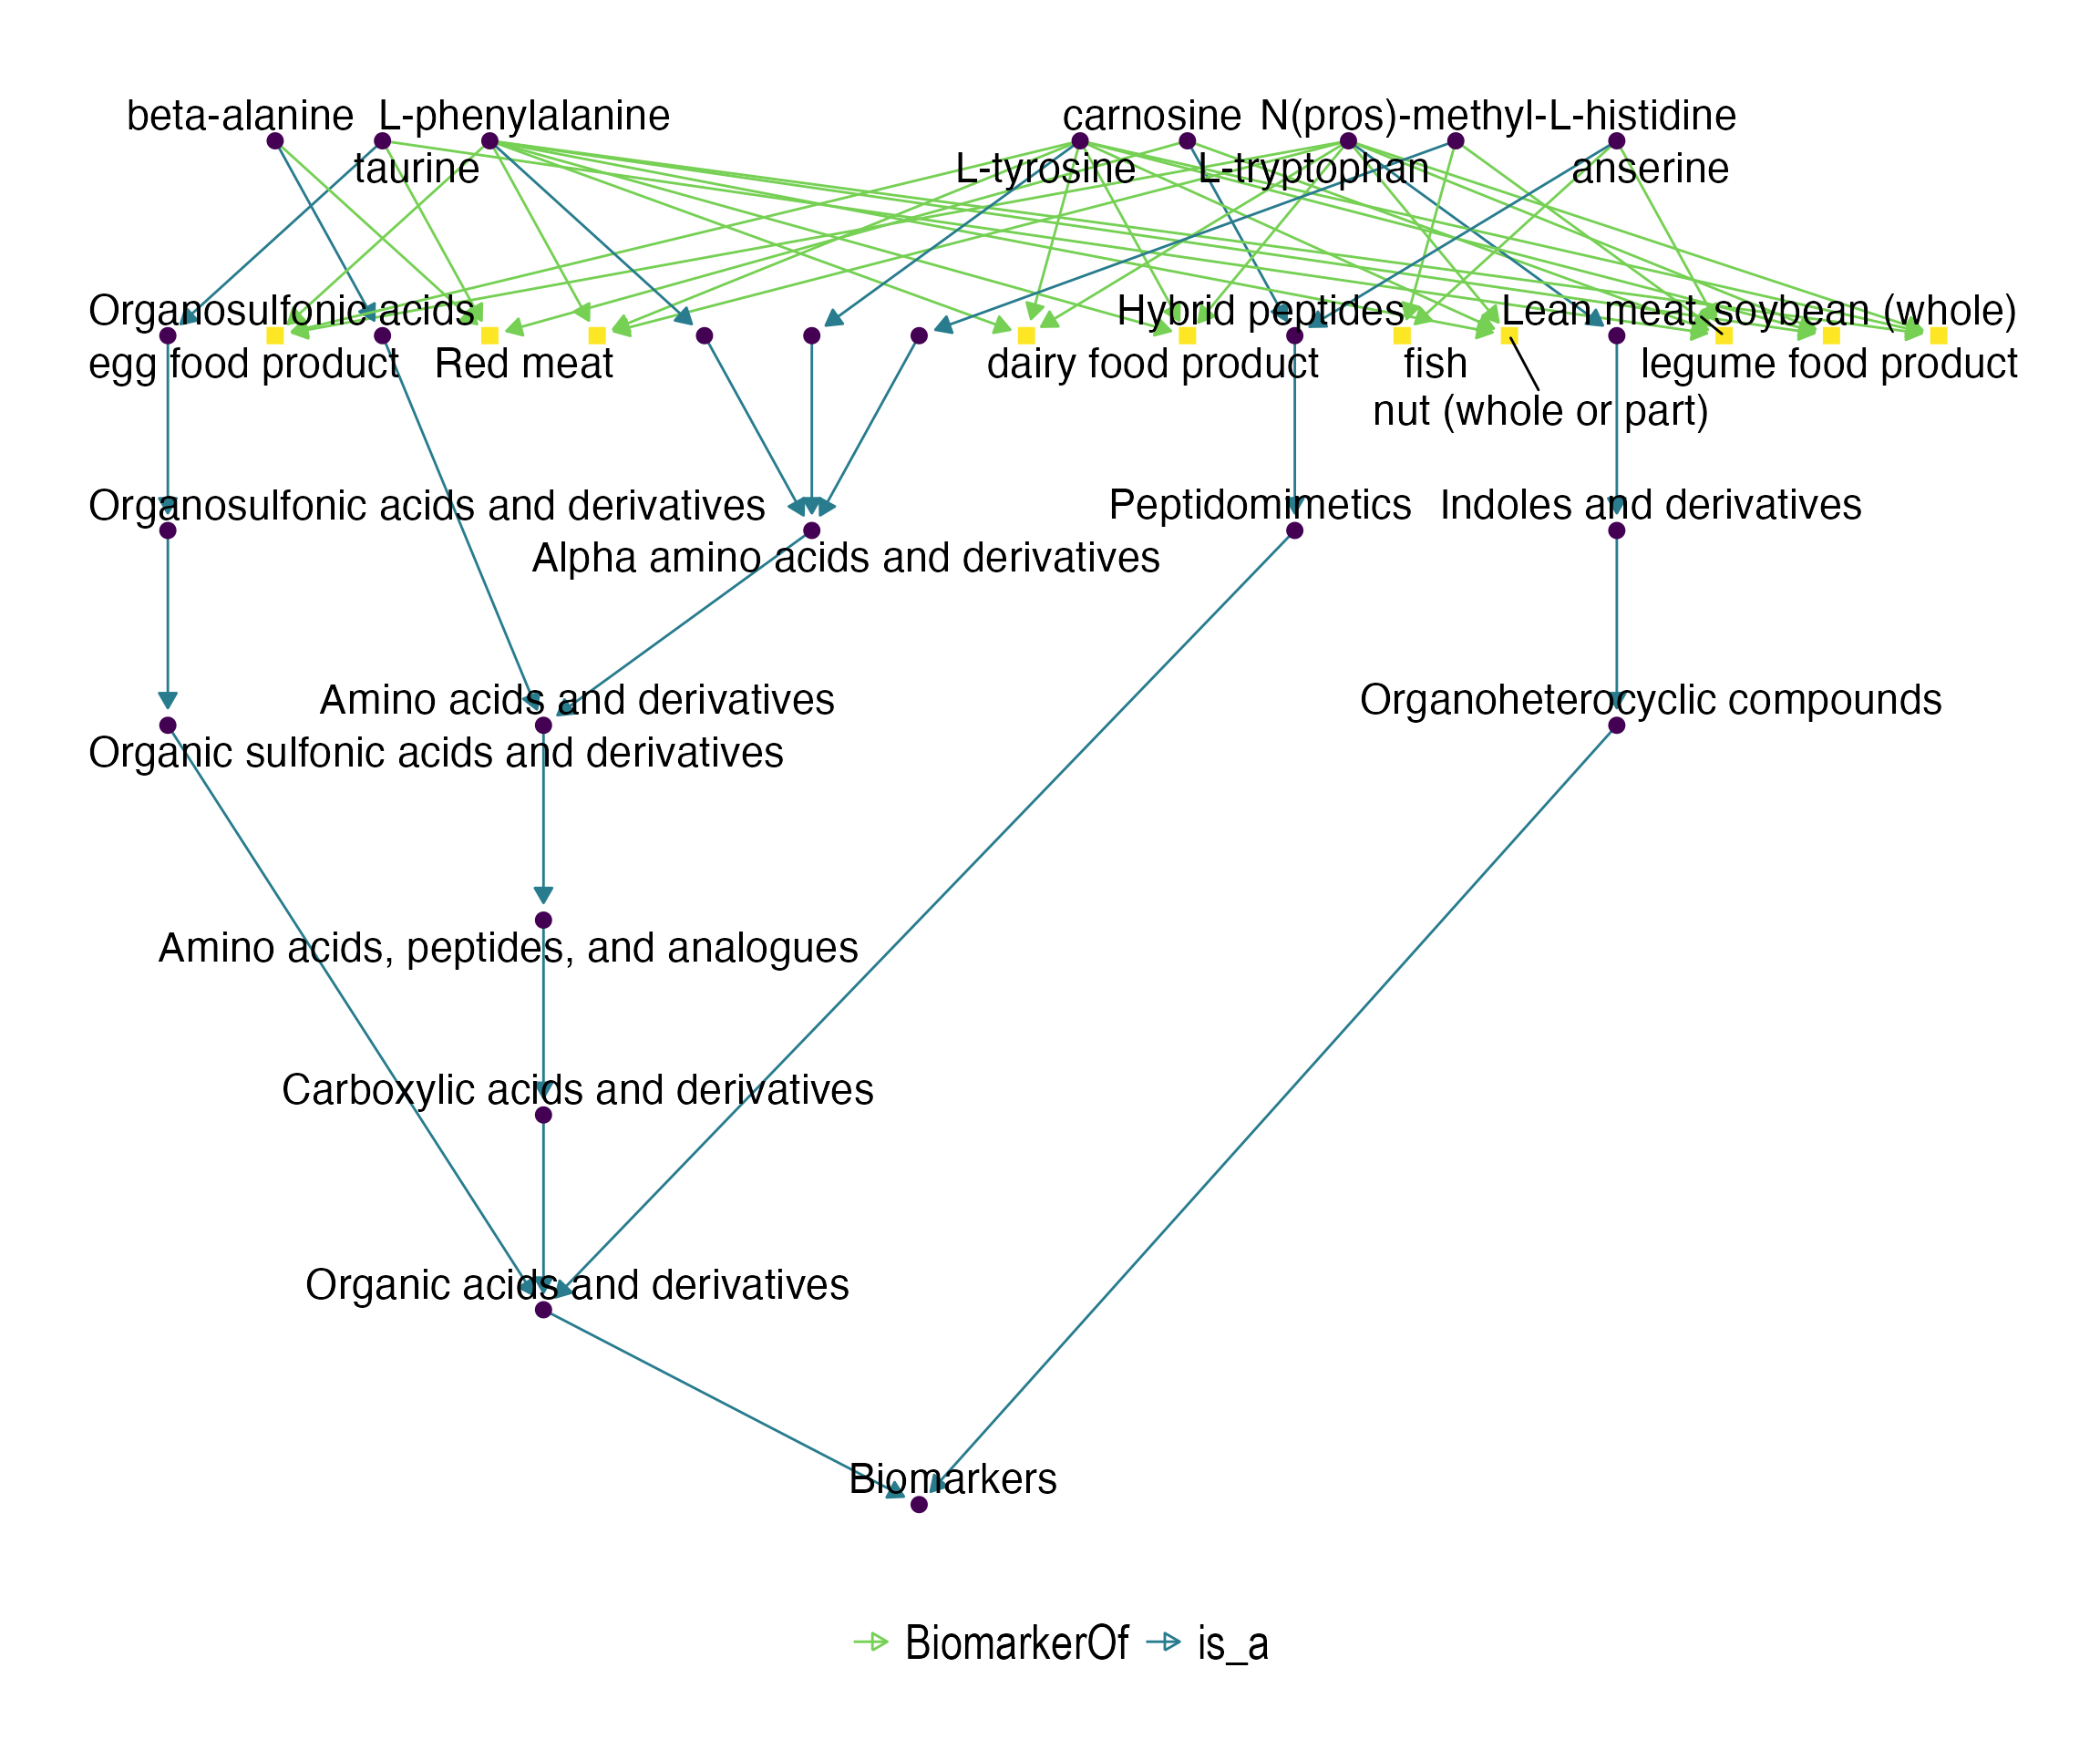 beta-alanine
L-phenylalanine
carnosine
N(pros)-methyl-L-histidine
taurine
L-tyrosine
L-tryptophan
anserine
Organosulfonic acids
Hybrid peptides
Lean meat
soybean (whole)
egg food product
Red meat
dairy food product
fish
legume food product
nut (whole or part)
Organosulfonic acids and derivatives
Peptidomimetics
Indoles and derivatives
Alpha amino acids and derivatives
Amino acids and derivatives
Organoheterocyclic compounds
Organic sulfonic acids and derivatives
Amino acids, peptides, and analogues
Carboxylic acids and derivatives
Organic acids and derivatives
Biomarkers
BiomarkerOf
is_a